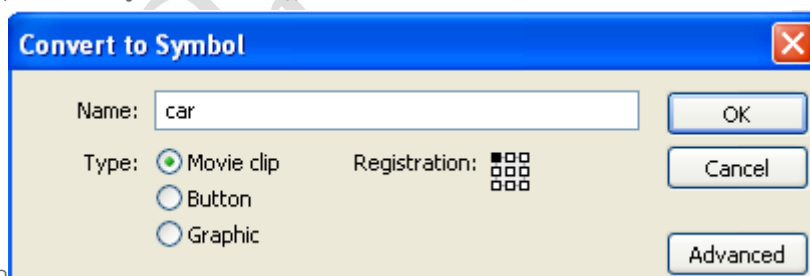 Convert to Symbol
Name: car OK
Type: Movie clip Registration: Cancel
Button
Graphic
Advanced